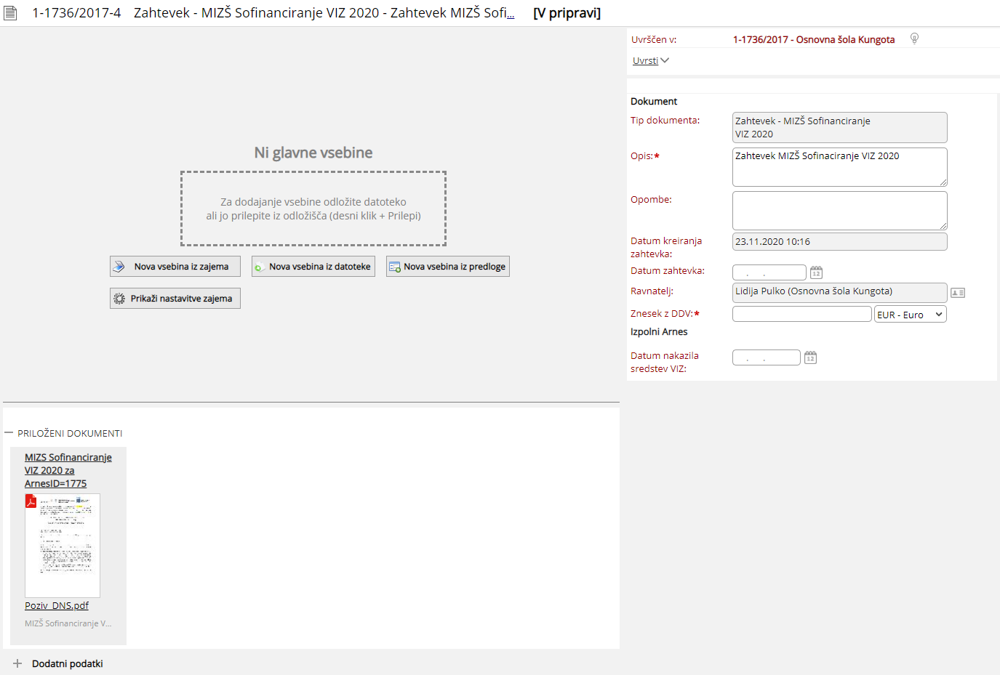 1-1736/2017-4 Zahtevek - MIZŠ Sofinanciranje VIZ 2020 - Zahtevek MIZŠ Sofi... [V pripravi]
Uvrščen v: 1-1736/2017 - Osnovna šola Kungota
Uvrsti
Ni glavne vsebine
Za dodajanje vsebine odložite datoteko
ali jo prilepite iz odložišča (desni klik + Prilepi)
Nova vsebina iz zajema Nova vsebina iz datoteke Nova vsebina iz predloge
Prikaži nastavitve zajema
Dokument
Tip dokumenta: Zahtevek - MIZŠ Sofinanciranje
VIZ 2020
Opis:* Zahtevek MIZŠ Sofinaciranje VIZ 2020
Opombe:
Datum kreiranja
zahtevka: 23.11.2020 10:16
Datum zahtevka: . .
Ravnatelj: Lidija Pulko (Osnovna šola Kungota)
Znesek z DDV:* EUR - Euro
Izpolni Arnes
Datum nakazila
sredstev VIZ: . .
PRILOŽENI DOKUMENTI
MIZS Sofinanciranje
VIZ 2020 za
ArnesID=1775
Poziv_DNS.pdf
MIZŠ Sofinanciranje V...
Dodatni podatki